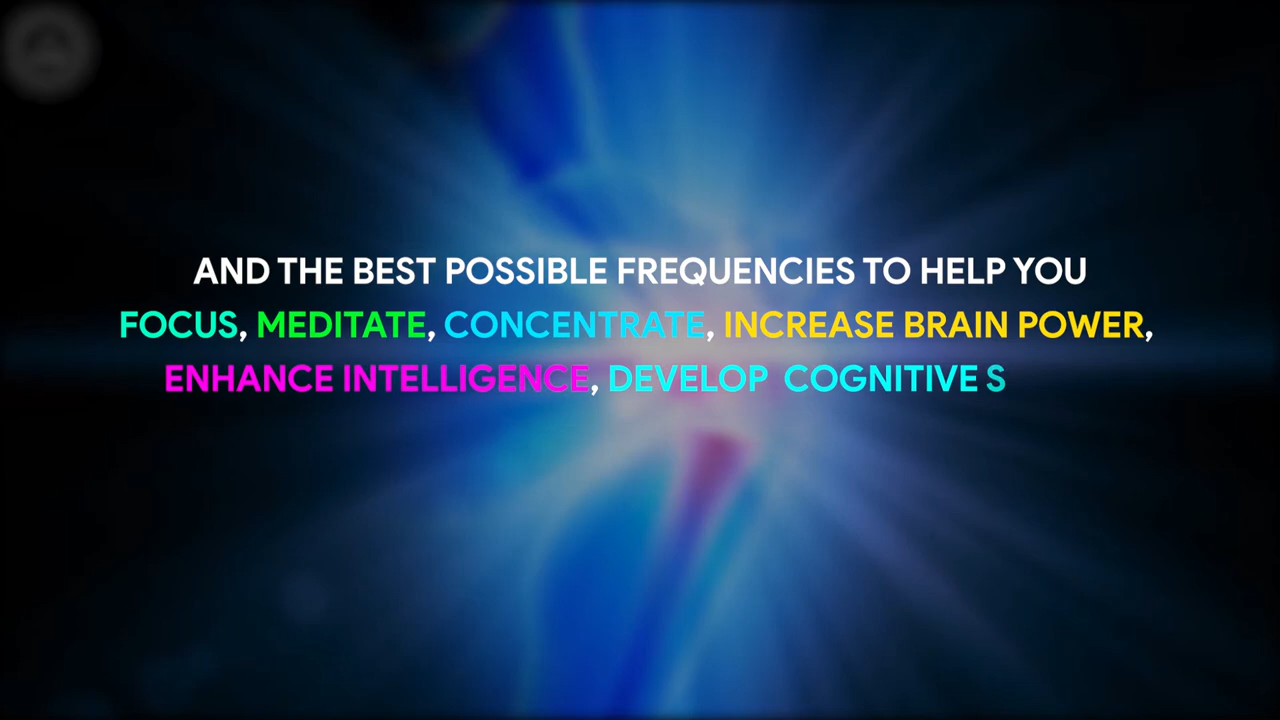 AND THE BEST POSSIBLE FREQUENCIES TO HELP YOU
FOCUS, MEDITATE, CONCENTRATE, INCREASE BRAIN POWER,
ENHANCE INTELLIGENCE, DEVELOP COGNITIVE S